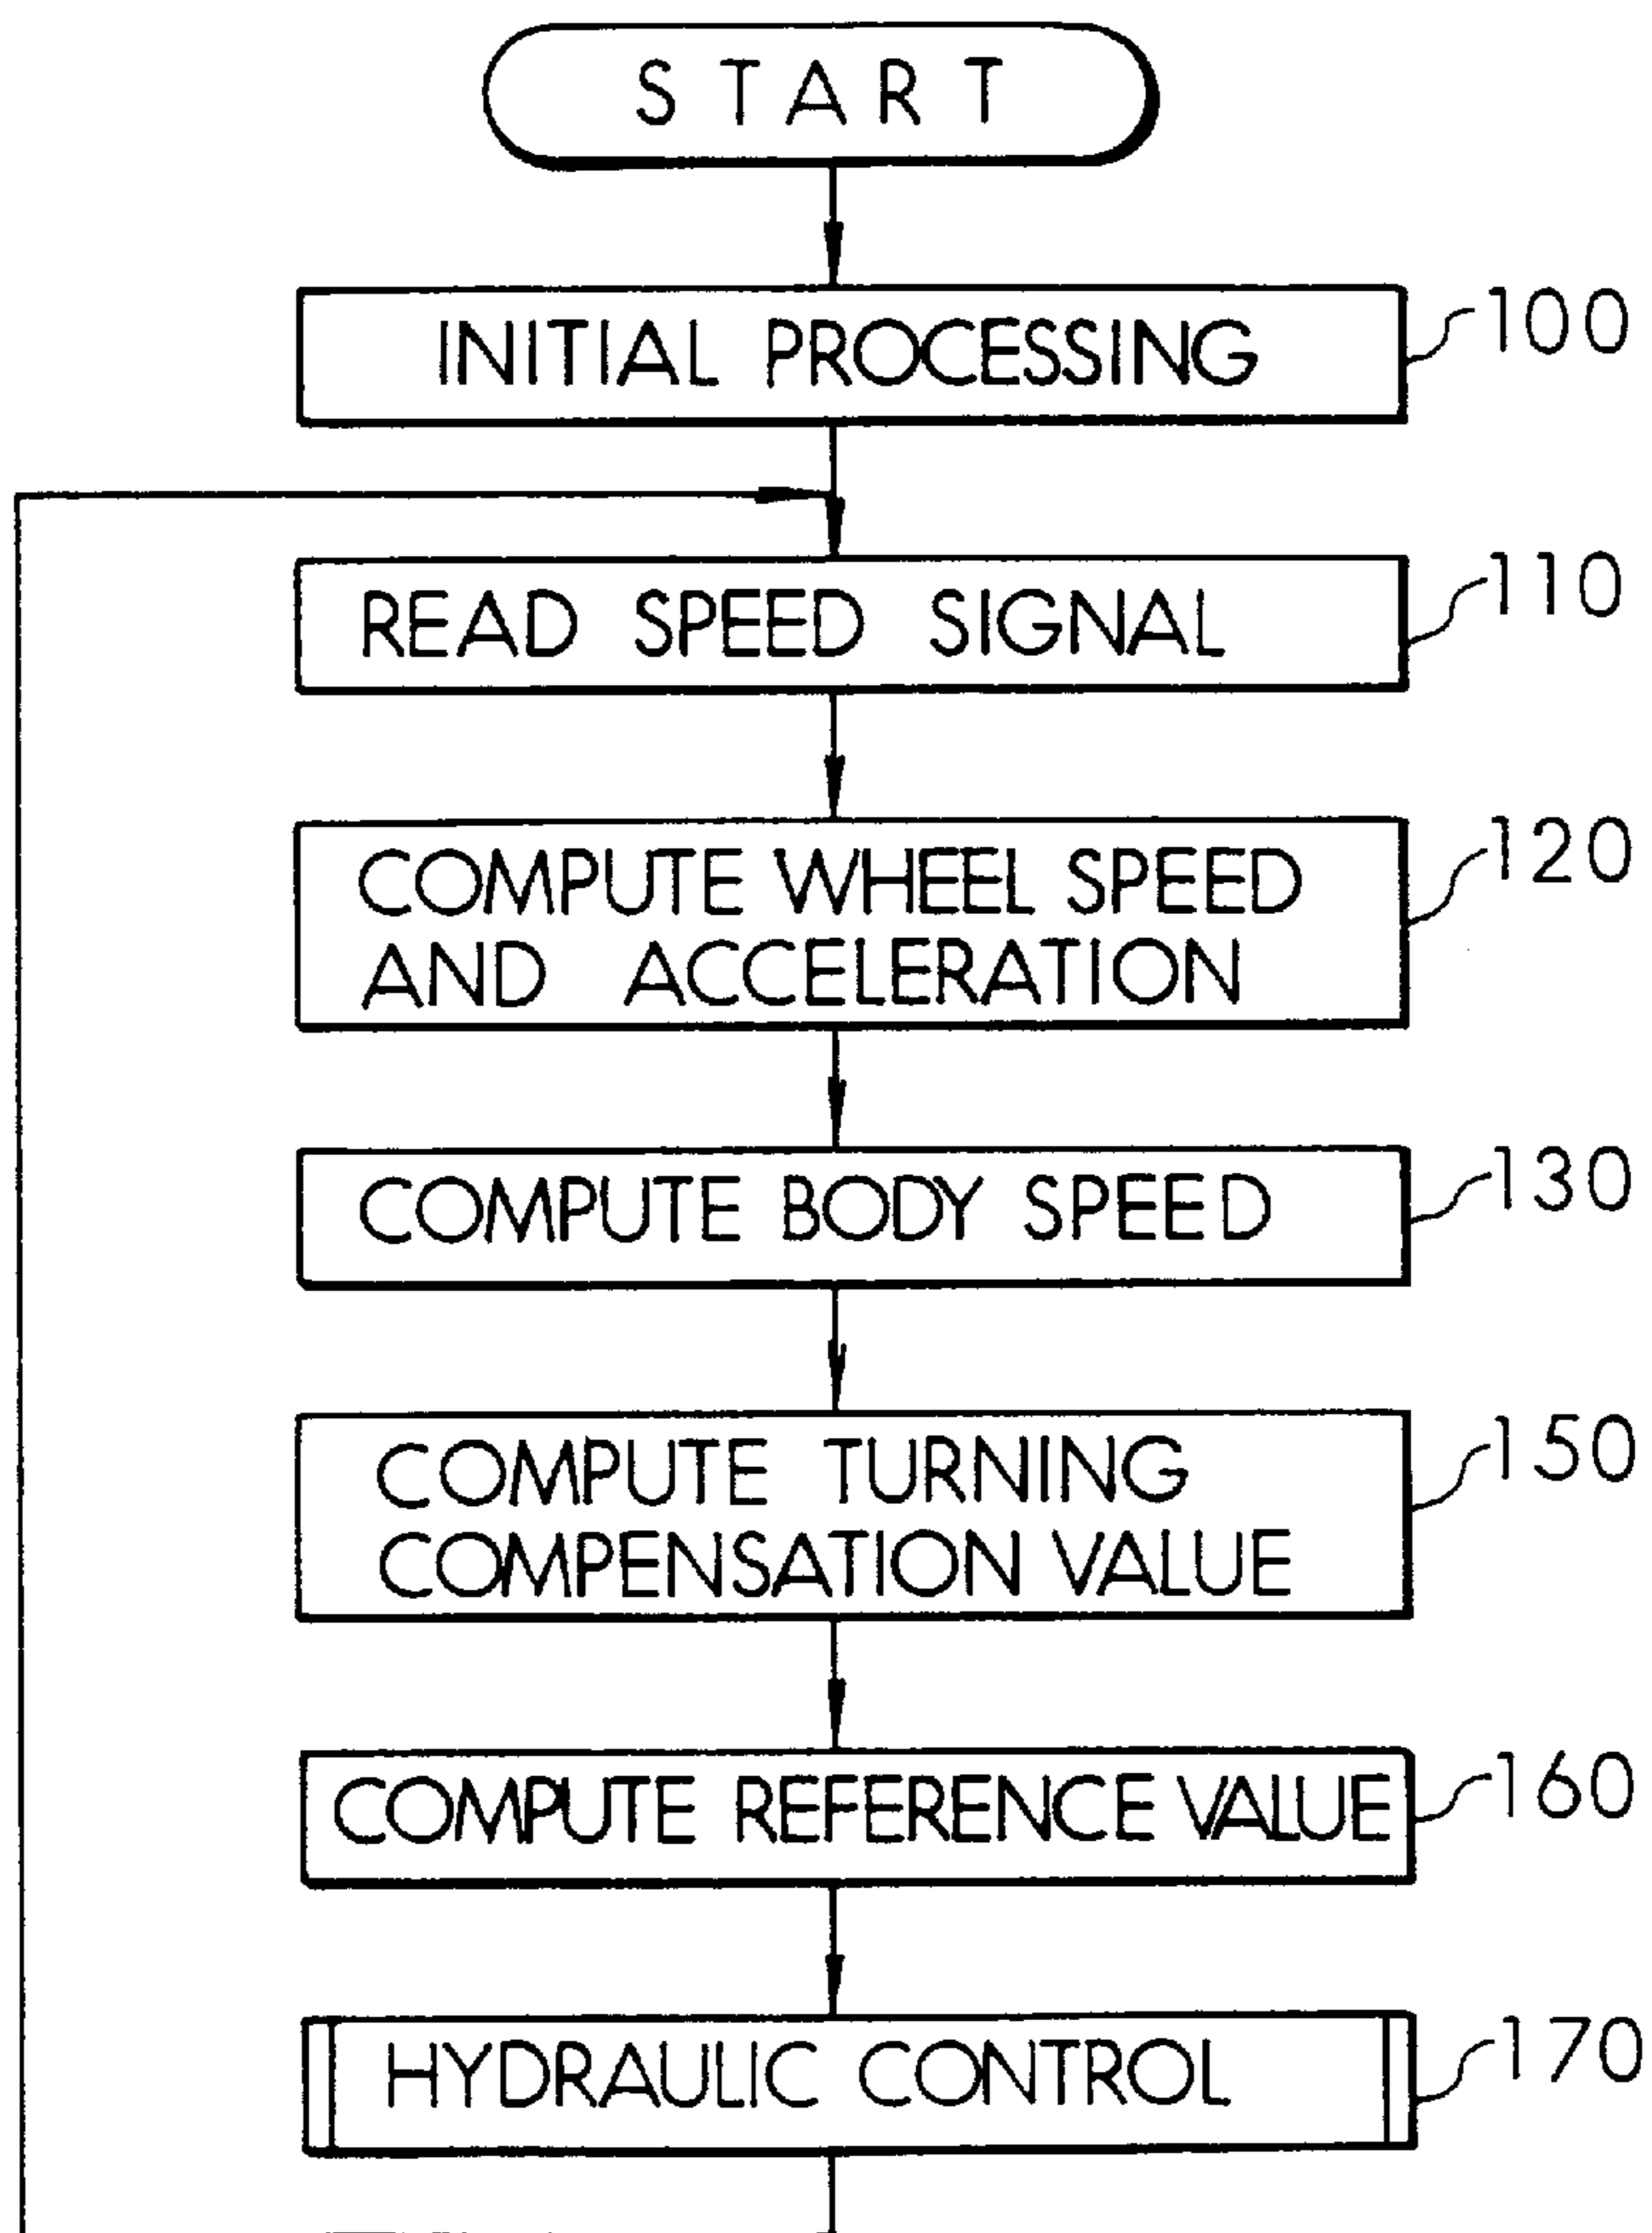 START
INITIAL PROCESSING
100
READ SPEED SIGNAL
110
COMPUTE WHEEL SPEED
AND ACCELERATION
120
COMPUTE BODY SPEED
130
COMPUTE TURNING
COMPENSATION VALUE
150
COMPUTE REFERENCE VALUE
160
HYDRAULIC CONTROL
170